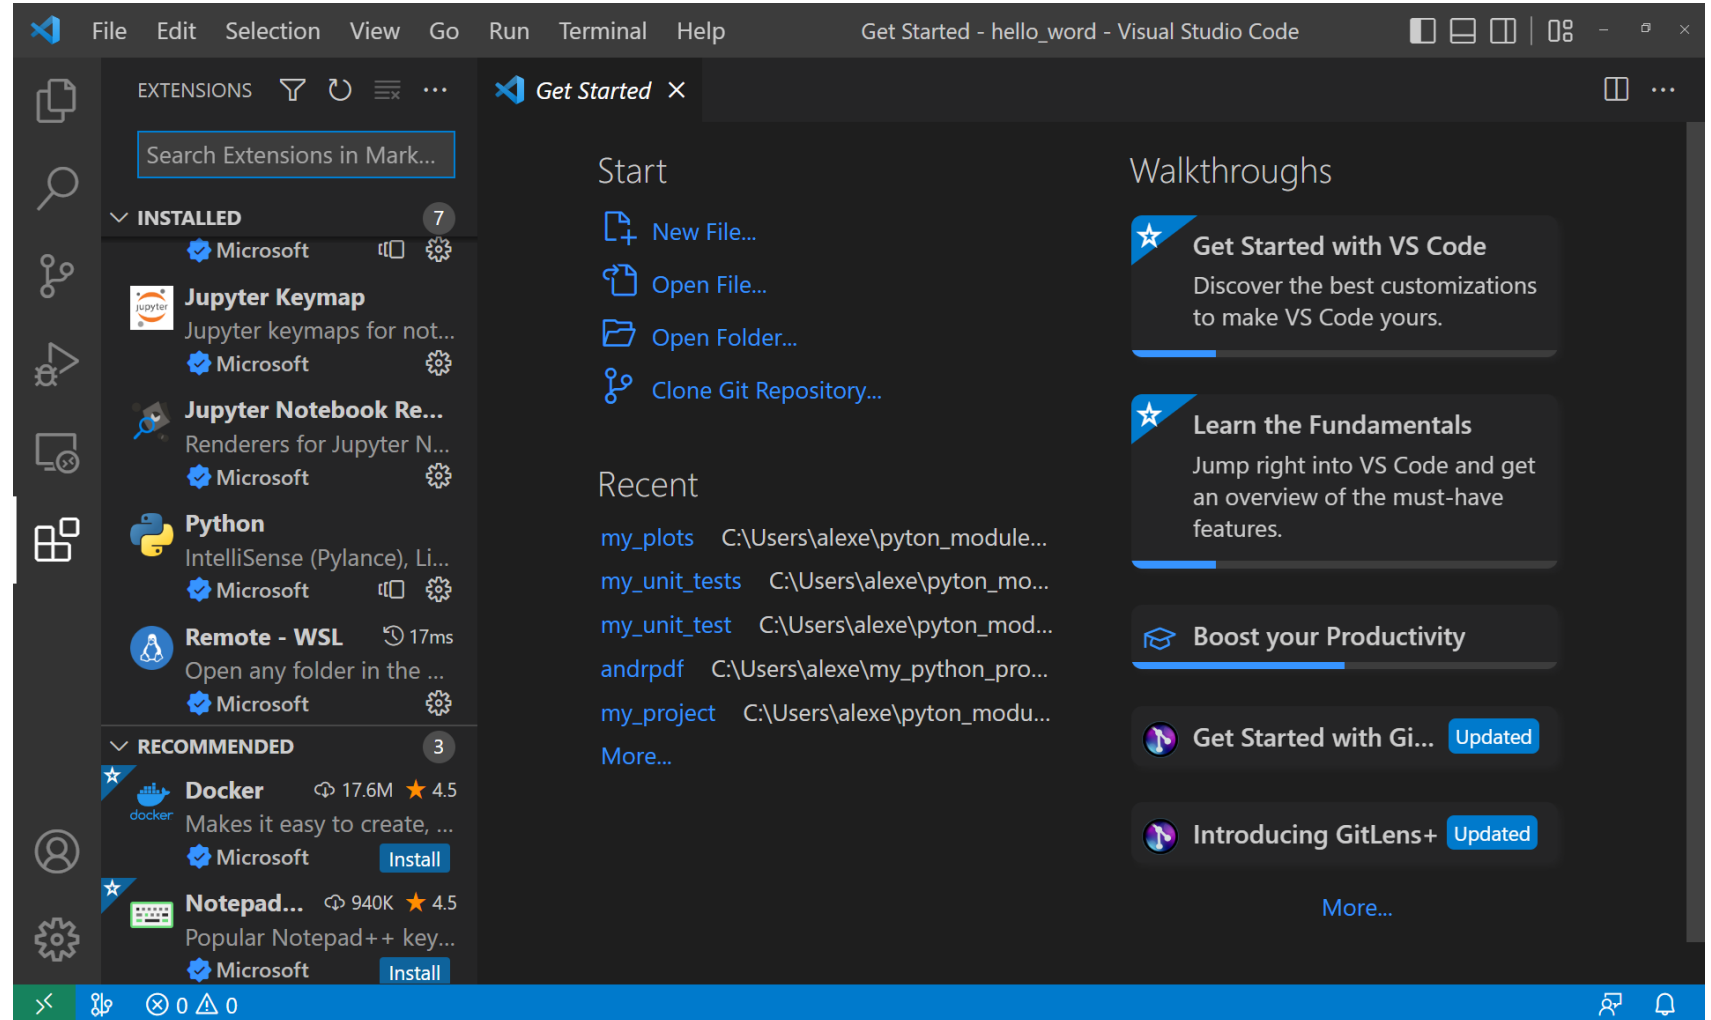 File Edit Selection View Go Run Terminal Help Get Started - hello_word - Visual Studio Code
EXTENSIONS
Search Extensions in Mark...
INSTALLED 7
Microsoft
Jupyter Keymap
jupyter
Jupyter keymaps for not...
Microsoft
Jupyter Notebook Re...
Renderers for Jupyter N...
Microsoft
Python
IntelliSense (Pylance), Li...
Microsoft
Remote - WSL 17ms
Open any folder in the ...
Microsoft
RECOMMENDED 3
Docker 17.6M 4.5
docker
Makes it easy to create, ...
Microsoft Install
Notepad... 940K 4.5
Popular Notepad++ key...
Microsoft Install
Get Started
Start
New File...
Open File...
Open Folder...
Clone Git Repository...
Recent
my_plots C:\Users\alexe\pyton_module...
my_unit_tests C:\Users\alexe\pyton_mo...
my_unit_test C:\Users\alexe\pyton_mod...
andrpdf C:\Users\alexe\my_python_pro...
my_project C:\Users\alexe\pyton_modu...
More...
Walkthroughs
Get Started with VS Code
Discover the best customizations
to make VS Code yours.
Learn the Fundamentals
Jump right into VS Code and get
an overview of the must-have
features.
Boost your Productivity
Get Started with Gi... Updated
Introducing GitLens+ Updated
More...
0 0